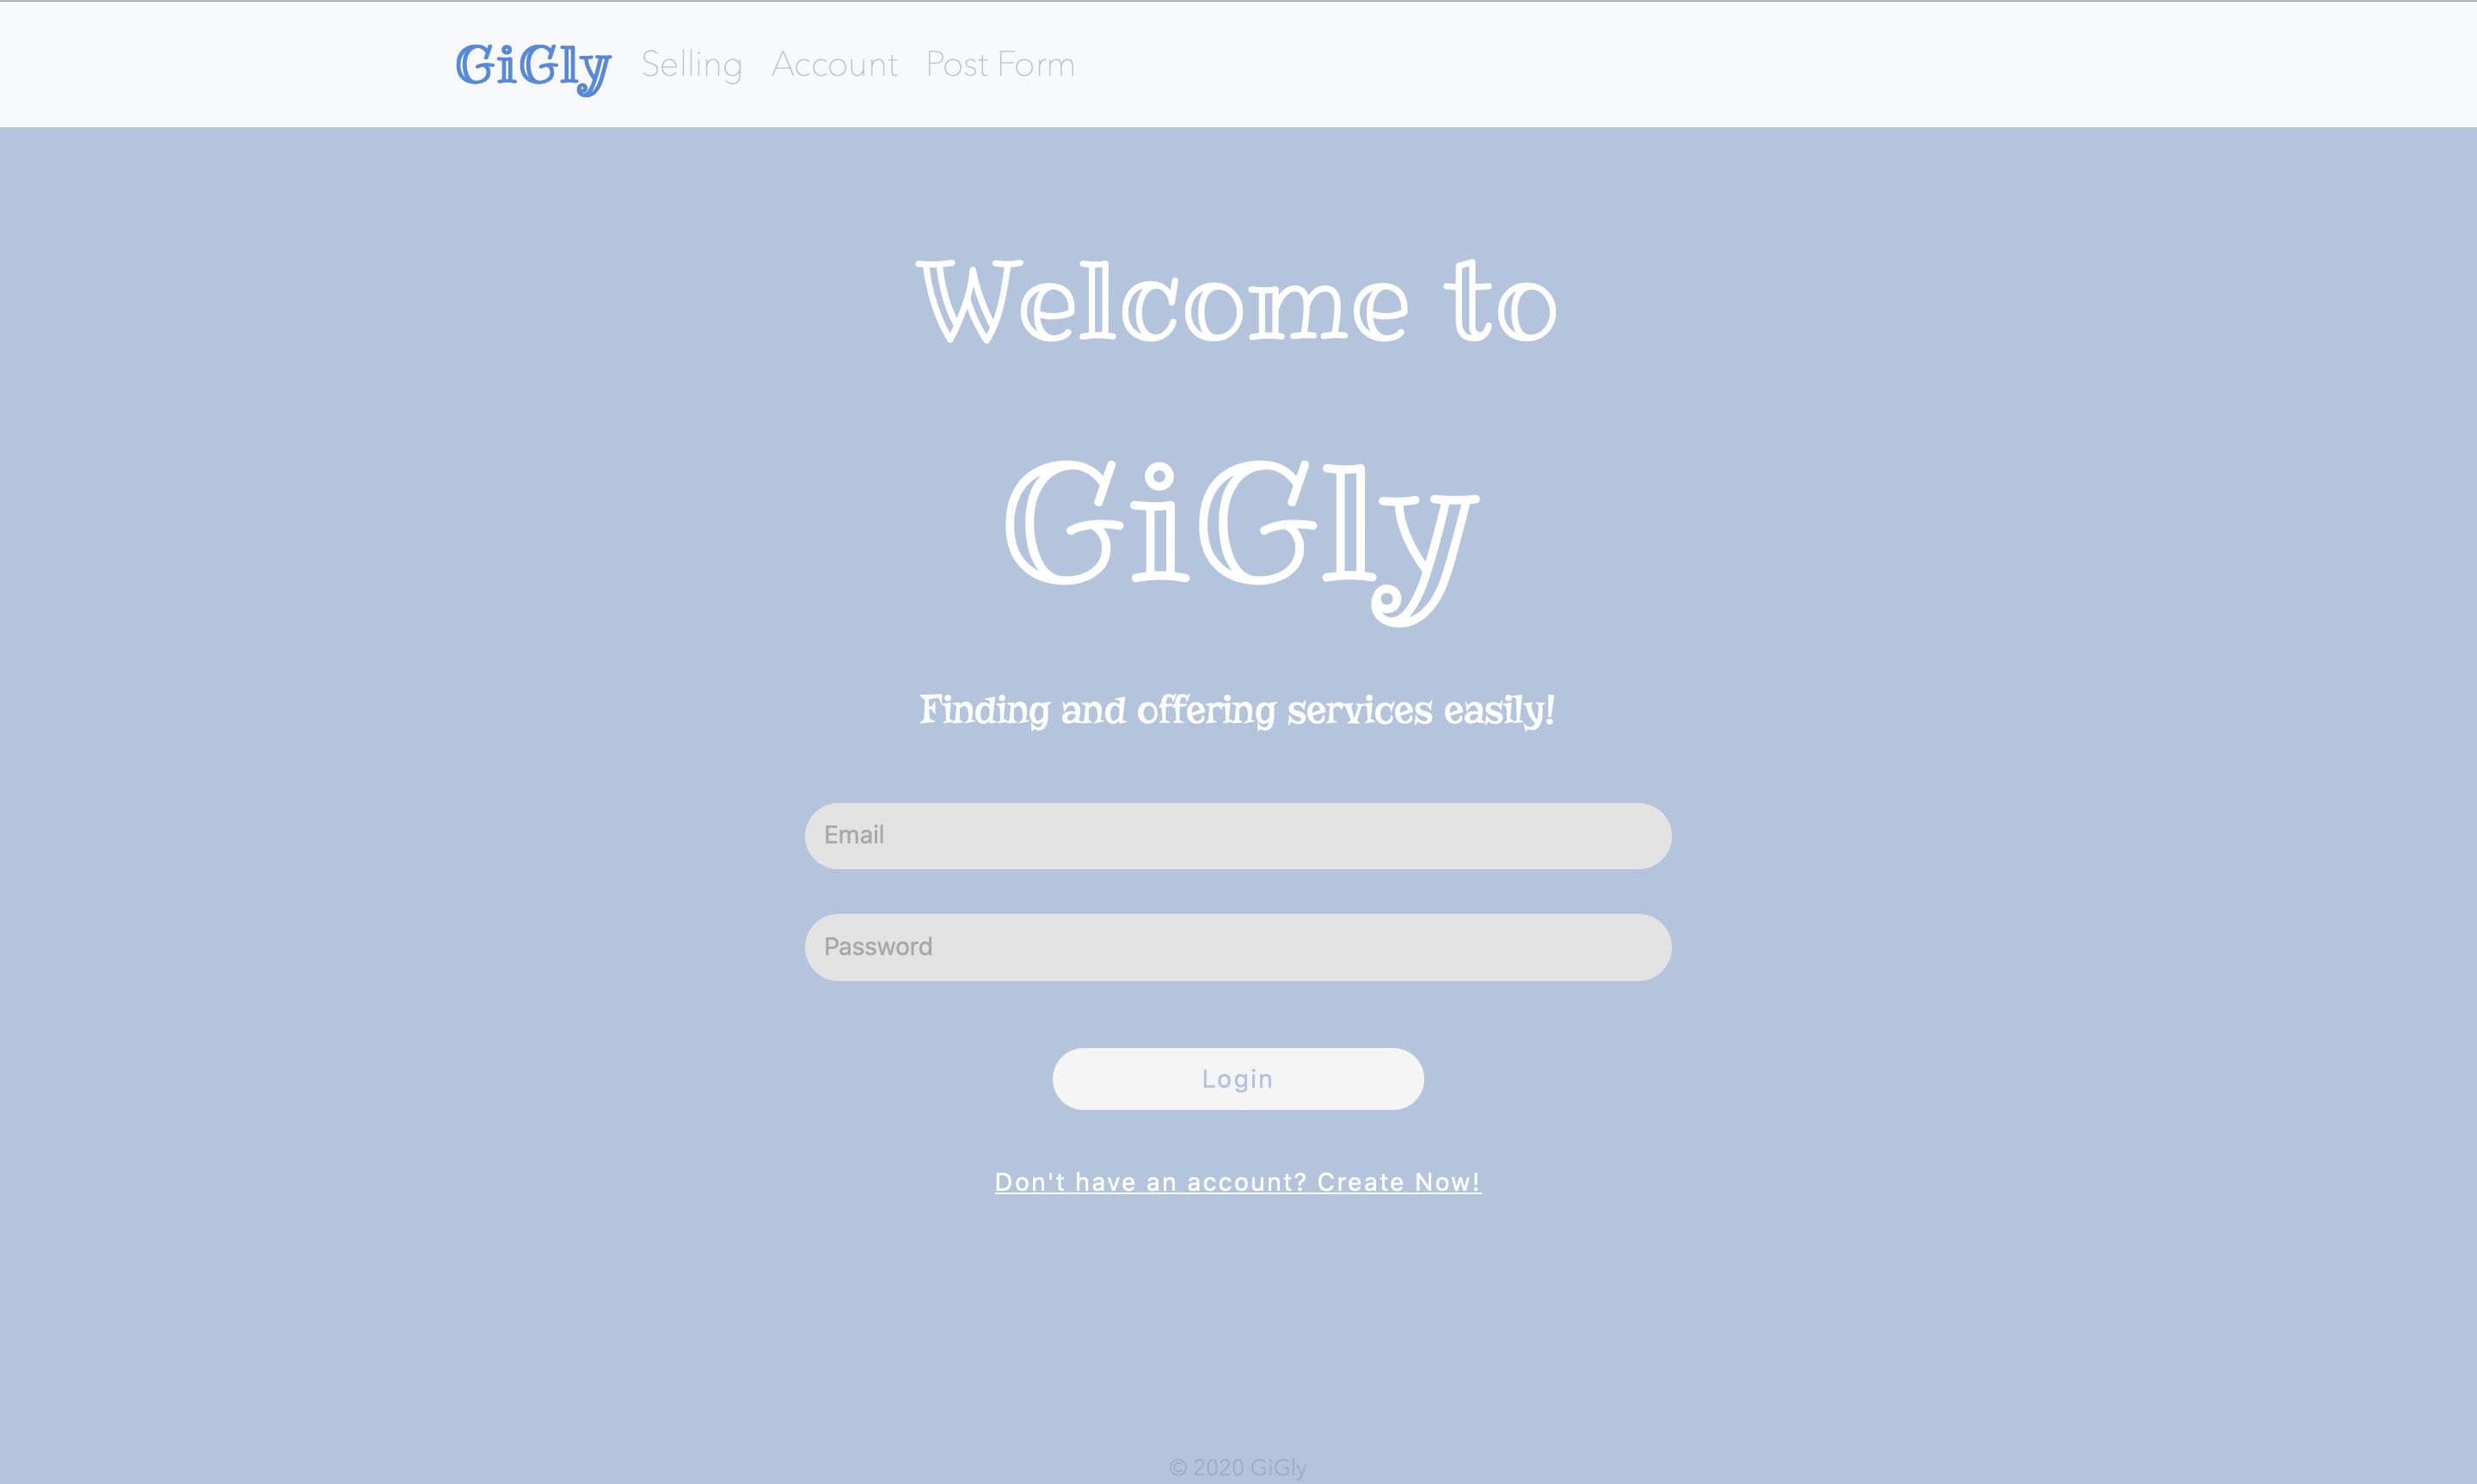 GiGly Selling Account Post Form
Welcome to
GiGly
Finding and offering services easily!
Email
Password
Login
Don't have an account? Create Now!
© 2020 GiGly